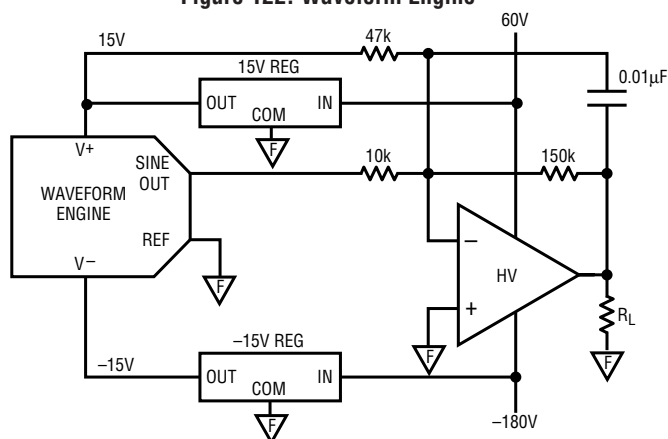 Figure 122. Waveform Engine
60V
15V
47k
15V REG
0.01µF
OUT
IN
COM
F
V+
SINE
OUT
10k
150k
WAVEFORM
ENGINE
REF
F
V–
−
HV
+
F
RL
F
–15V
–15V REG
OUT
IN
COM
F
–180V